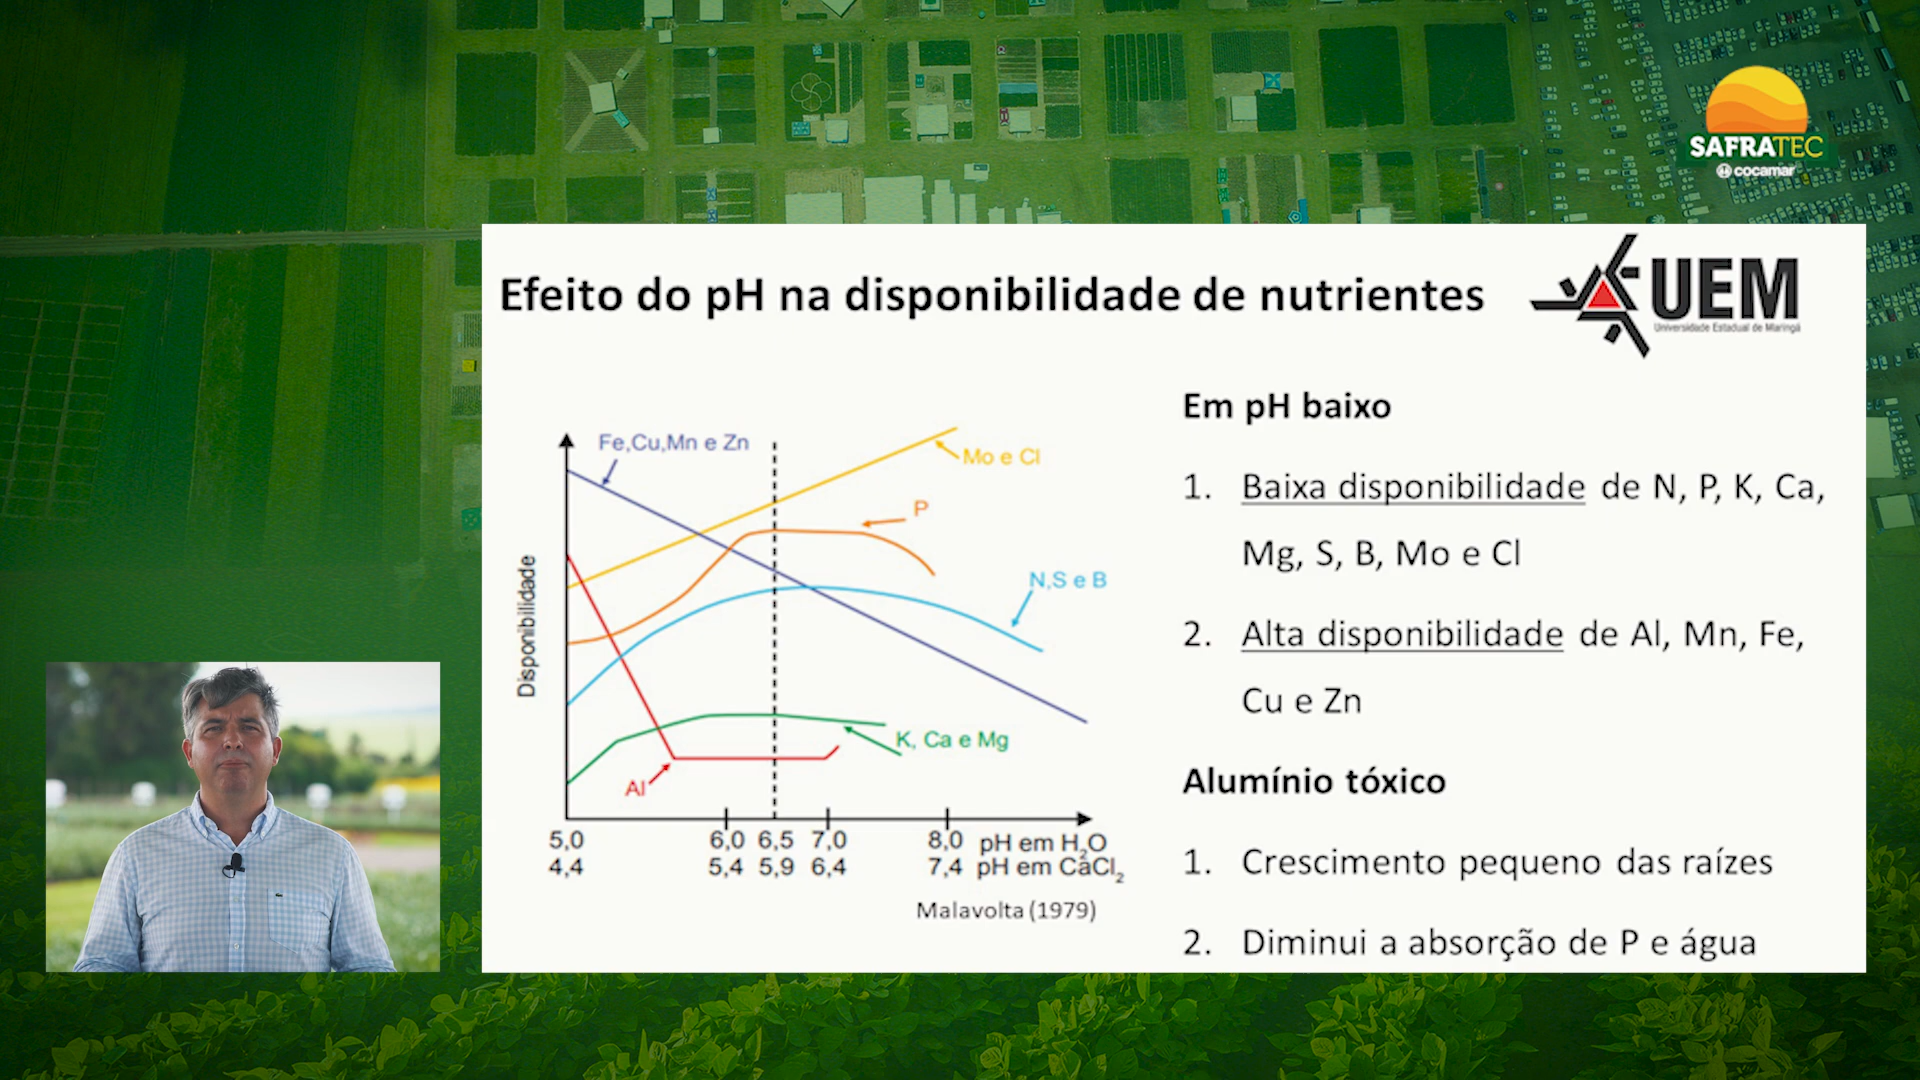 SAFRATEC
cocamar
Efeito do pH na disponibilidade de nutrientes
UEM
Universidade Estadual de Maringá
Disponibilidade
Fe,Cu,Mn e Zn
Mo e Cl
P
N,S e B
K, Ca e Mg
Al
5,0 6,0 6,5 7,0 8,0 pH em H₂O
4,4 5,4 5,9 6,4 7,4 pH em CaCl₂
Malavolta (1979)
Em pH baixo
1. Baixa disponibilidade de N, P, K, Ca,
Mg, S, B, Mo e Cl
2. Alta disponibilidade de Al, Mn, Fe,
Cu e Zn
Alumínio tóxico
1. Crescimento pequeno das raízes
2. Diminui a absorção de P e água